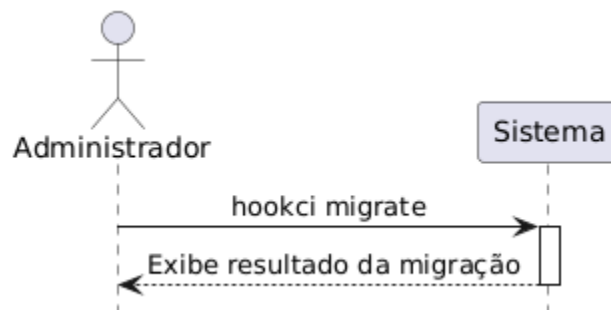 Administrador
Sistema
hookci migrate
Exibe resultado da migração